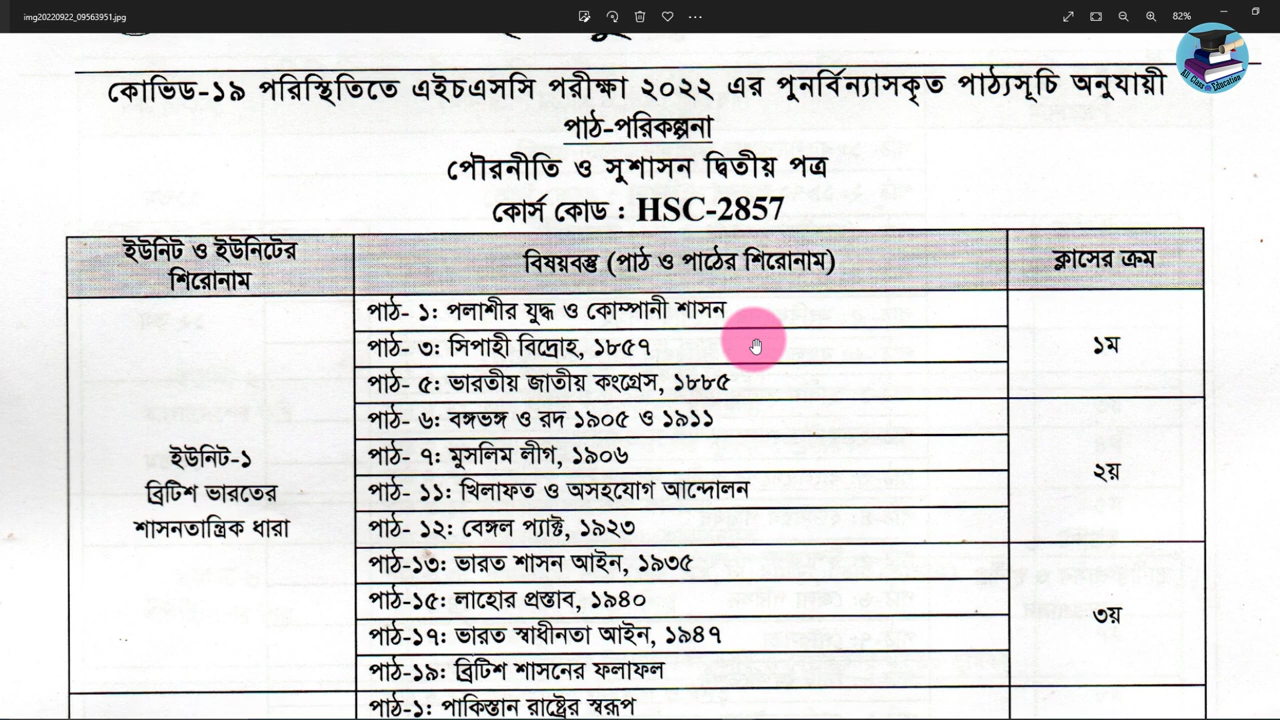 img20220922_09563951.jpg
82%
All Class Education
কোভিড-১৯ পরিস্থিতিতে এইচএসসি পরীক্ষা ২০২২ এর পুনর্বিন্যাসকৃত পাঠ্যসূচি অনুযায়ী
পাঠ-পরিকল্পনা
পৌরনীতি ও সুশাসন দ্বিতীয় পত্র
কোর্স কোড : HSC-2857
ইউনিট ও ইউনিটের
শিরোনাম
বিষয়বস্তু (পাঠ ও পাঠের শিরোনাম)
ক্লাসের ক্রম
ইউনিট-১
ব্রিটিশ ভারতের
শাসনতান্ত্রিক ধারা
পাঠ- ১: পলাশীর যুদ্ধ ও কোম্পানী শাসন
পাঠ- ৩: সিপাহী বিদ্রোহ, ১৮৫৭
পাঠ- ৫: ভারতীয় জাতীয় কংগ্রেস, ১৮৮৫
১ম
পাঠ- ৬: বঙ্গভঙ্গ ও রদ ১৯০৫ ও ১৯১১
পাঠ- ৭: মুসলিম লীগ, ১৯০৬
পাঠ- ১১: খিলাফত ও অসহযোগ আন্দোলন
পাঠ- ১২: বেঙ্গল প্যাক্ট, ১৯২৩
২য়
পাঠ-১৩: ভারত শাসন আইন, ১৯৩৫
পাঠ-১৫: লাহোর প্রস্তাব, ১৯৪০
পাঠ-১৭: ভারত স্বাধীনতা আইন, ১৯৪৭
পাঠ-১৯: ব্রিটিশ শাসনের ফলাফল
৩য়
পাঠ-১: পাকিস্তান রাষ্ট্রের স্বরূপ